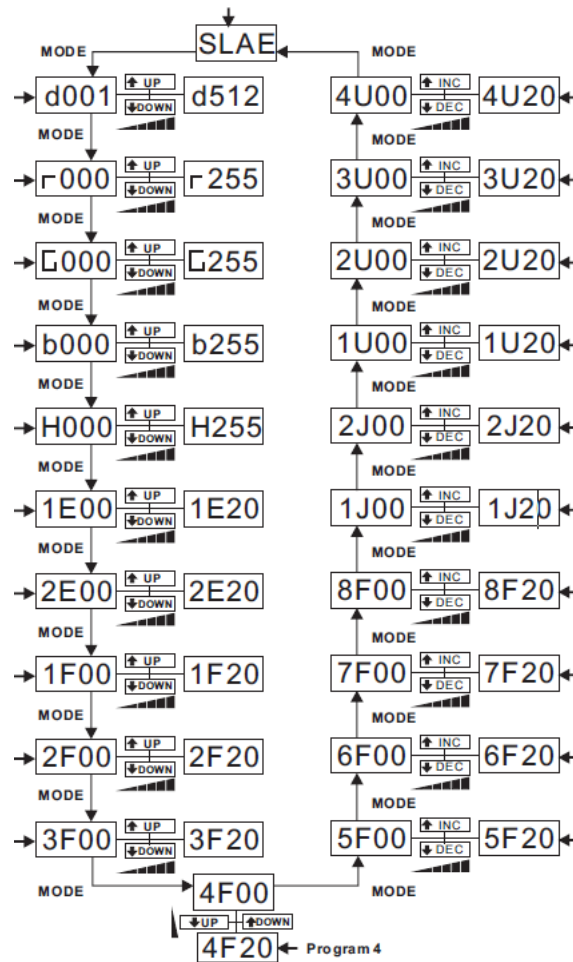 SLAE
MODE MODE
d001 UP DOWN d512 4U00 INC DEC 4U20
MODE MODE
r000 UP DOWN r255 3U00 INC DEC 3U20
MODE MODE
G000 UP DOWN G255 2U00 INC DEC 2U20
MODE MODE
b000 UP DOWN b255 1U00 INC DEC 1U20
MODE MODE
H000 UP DOWN H255 2J00 INC DEC 2J20
MODE MODE
1E00 UP DOWN 1E20 1J00 INC DEC 1J20
MODE MODE
2E00 UP DOWN 2E20 8F00 INC DEC 8F20
MODE MODE
1F00 UP DOWN 1F20 7F00 INC DEC 7F20
MODE MODE
2F00 UP DOWN 2F20 6F00 INC DEC 6F20
MODE MODE
3F00 UP DOWN 3F20 5F00 INC DEC 5F20
MODE 4F00 MODE
UP DOWN
4F20 Program 4